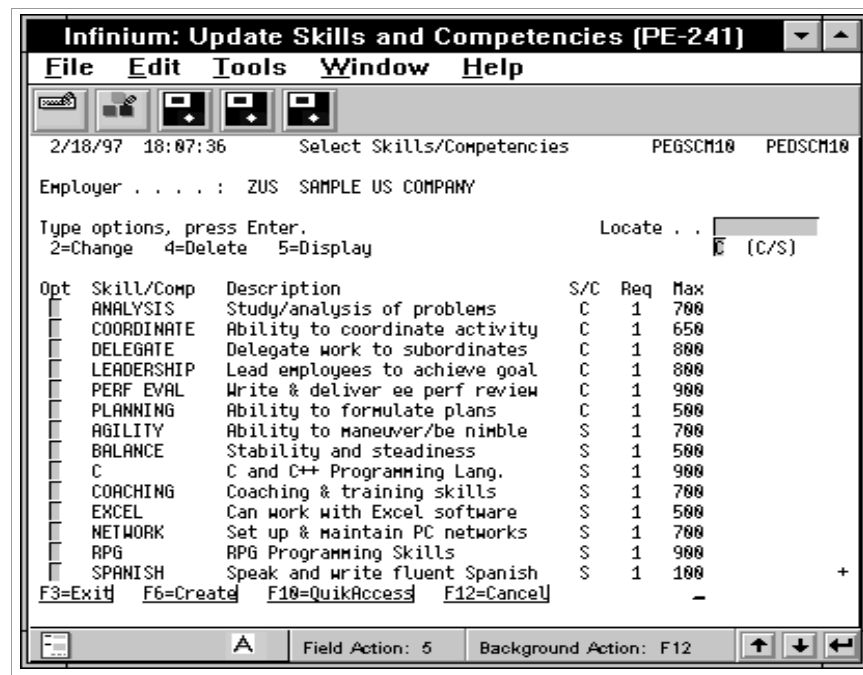 Infinium: Update Skills and Competencies (PE-241)
File Edit Tools Window Help
2/18/97 18:07:36 Select Skills/Competencies PEGSCM10 PEDSCM10
Employer . . . . : ZUS SAMPLE US COMPANY
Type options, press Enter. Locate . .
2=Change 4=Delete 5=Display C (C/S)
Opt Skill/Comp Description S/C Req Max
ANALYSIS Study/analysis of problems C 1 700
COORDINATE Ability to coordinate activity C 1 650
DELEGATE Delegate work to subordinates C 1 800
LEADERSHIP Lead employees to achieve goal C 1 800
PERF EVAL Write & deliver ee perf review C 1 900
PLANNING Ability to formulate plans C 1 500
AGILITY Ability to maneuver/be nimble S 1 700
BALANCE Stability and steadiness S 1 500
C C and C++ Programming Lang. S 1 900
COACHING Coaching & training skills S 1 700
EXCEL Can work with Excel software S 1 500
NETWORK Set up & maintain PC networks S 1 700
RPG RPG Programming Skills S 1 900
SPANISH Speak and write fluent Spanish S 1 100 +
F3=Exit F6=Create F10=QuikAccess F12=Cancel
A Field Action: 5 Background Action: F12